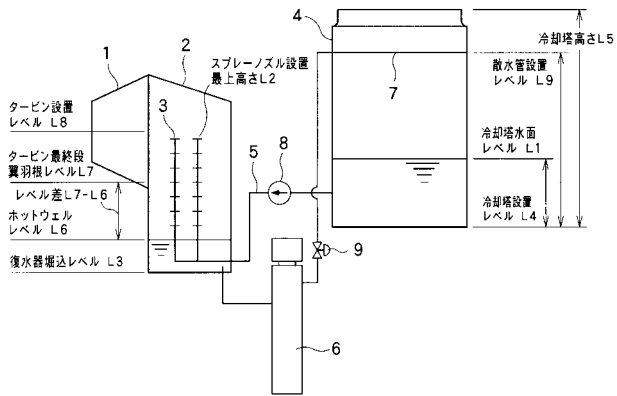 1
2
スプレーノズル設置
最上高さL2
3
タービン設置
レベル L8
タービン最終段
翼羽根レベルL7
レベル差L7-L6
ホットウェル
レベル L6
復水器堀込レベル L3
5
8
4
7
9
6
冷却塔高さL5
散水管設置
レベル L9
冷却塔水面
レベル L1
冷却塔設置
レベル L4